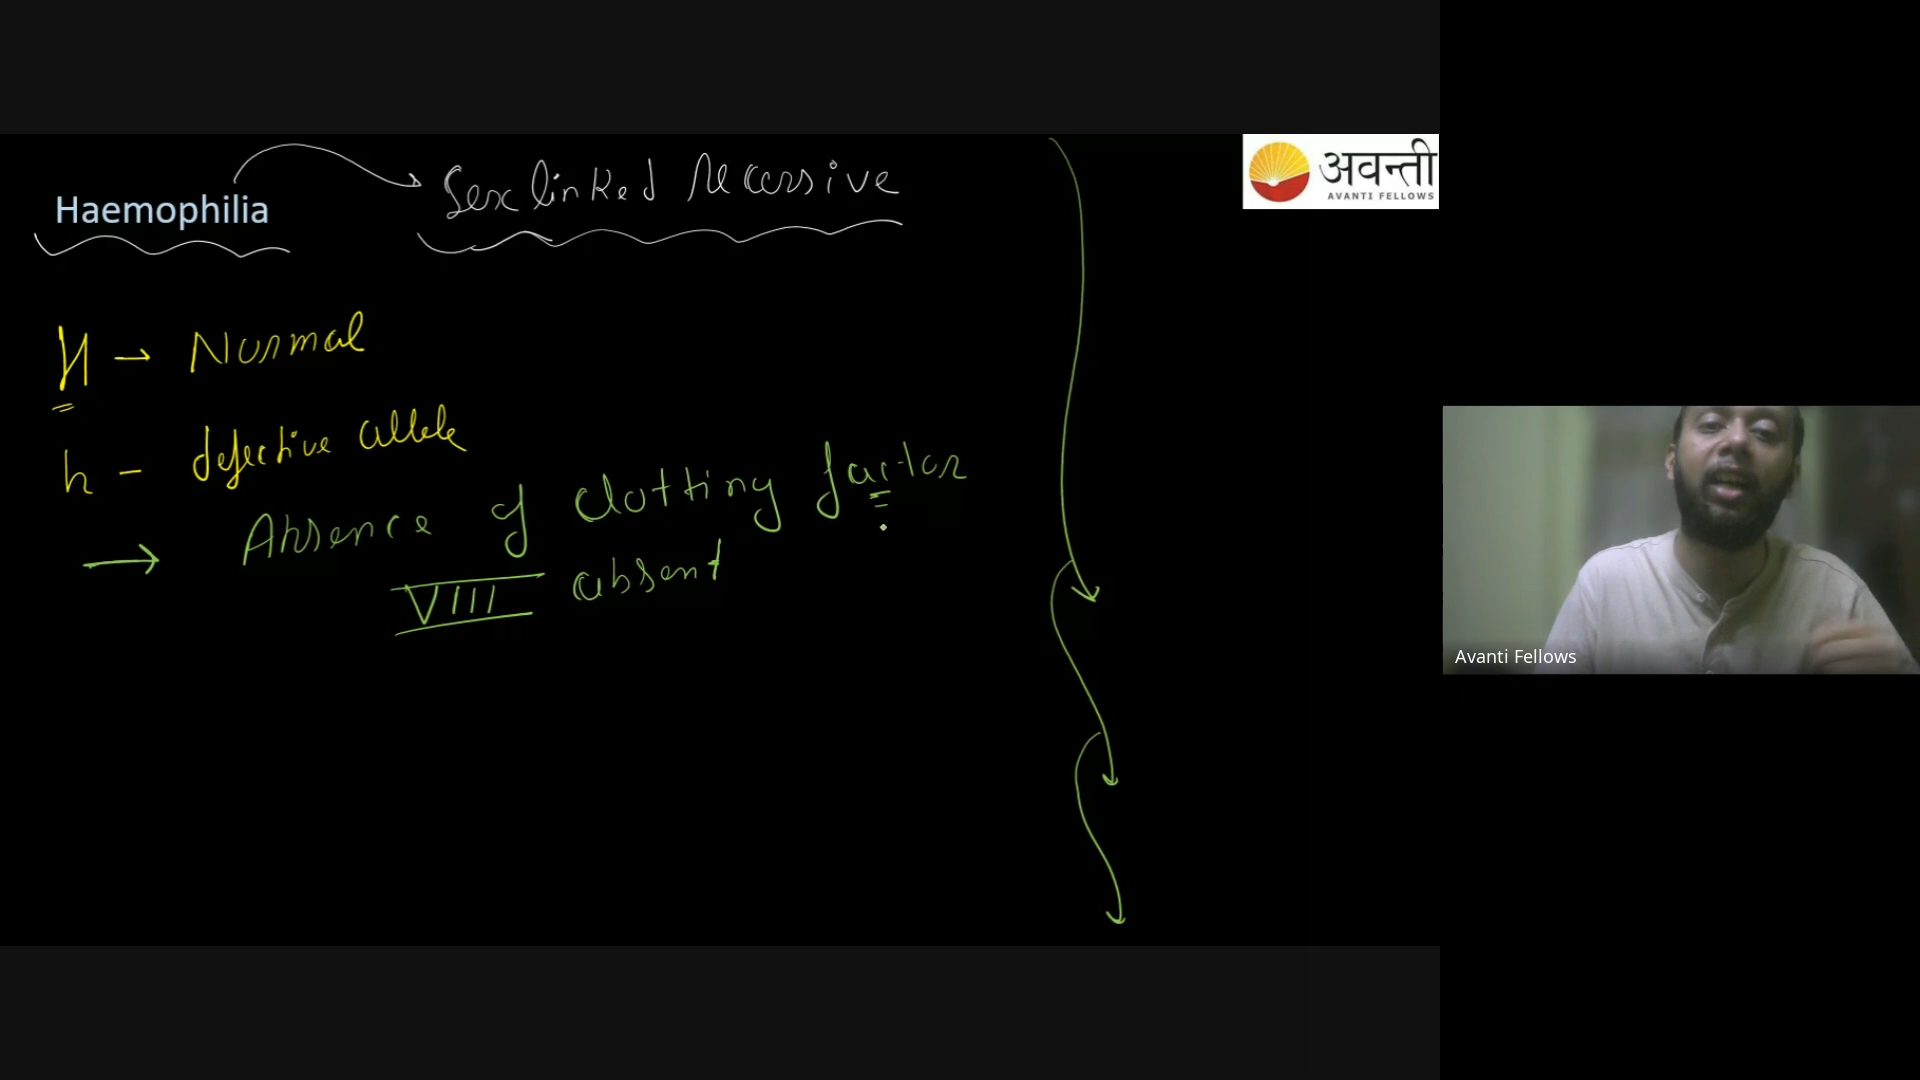 Haemophilia
Sex linked Recessive
H → Normal
h - defective allele
→ Absence of clotting factor
VIII absent
अवन्ती
AVANTI FELLOWS
Avanti Fellows